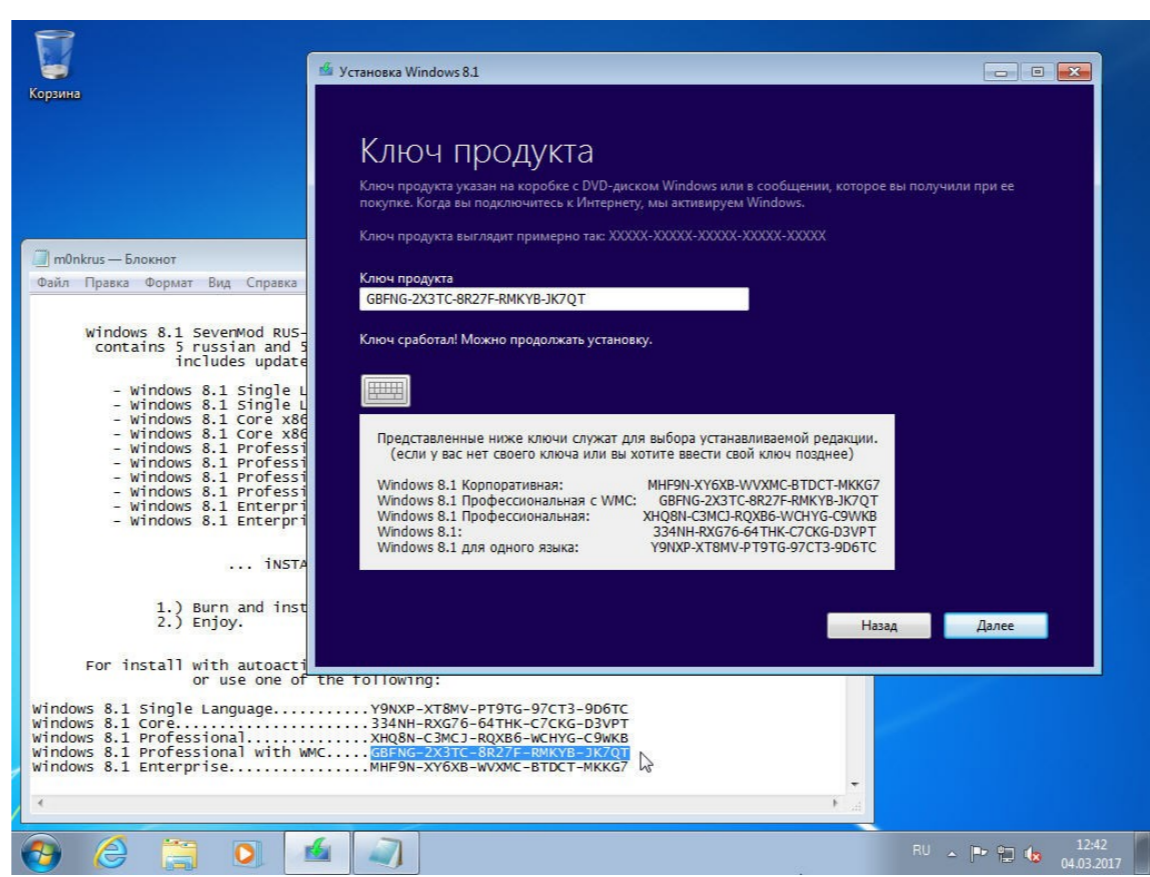 Корзина
Установка Windows 8.1
Ключ продукта
Ключ продукта указан на коробке с DVD-диском Windows или в сообщении, которое вы получили при ее
покупке. Когда вы подключитесь к Интернету, мы активируем Windows.
Ключ продукта выглядит примерно так: XXXXX-XXXXX-XXXXX-XXXXX-XXXXX
Ключ продукта
GBFNG-2X3TC-8R27F-RMKYB-JK7QT
Ключ сработал! Можно продолжать установку.
Представленные ниже ключи служат для выбора устанавливаемой редакции.
(если у вас нет своего ключа или вы хотите ввести свой ключ позднее)
Windows 8.1 Корпоративная: MHF9N-XY6XB-WVXMC-BTDCT-MKKG7
Windows 8.1 Профессиональная с WMC: GBFNG-2X3TC-8R27F-RMKYB-JK7QT
Windows 8.1 Профессиональная: XHQ8N-C3MCJ-RQXB6-WCHYG-C9WKB
Windows 8.1: 334NH-RXG76-64THK-C7CKG-D3VPT
Windows 8.1 для одного языка: Y9NXP-XT8MV-PT9TG-97CT3-9D6TC
Назад Далее
m0nkrus — Блокнот
Файл Правка Формат Вид Справка
Windows 8.1 SevenMod RUS-
contains 5 russian and 5
includes update
- Windows 8.1 Single L
- Windows 8.1 Single L
- Windows 8.1 Core x86
- Windows 8.1 Core x86
- Windows 8.1 Professi
- Windows 8.1 Professi
- Windows 8.1 Professi
- Windows 8.1 Professi
- Windows 8.1 Enterpri
- Windows 8.1 Enterpri
... iNSTA
1.) Burn and inst
2.) Enjoy.
For install with autoacti
or use one of the following:
Windows 8.1 Single Language...........Y9NXP-XT8MV-PT9TG-97CT3-9D6TC
Windows 8.1 Core......................334NH-RXG76-64THK-C7CKG-D3VPT
Windows 8.1 Professional..............XHQ8N-C3MCJ-RQXB6-WCHYG-C9WKB
Windows 8.1 Professional with WMC.....GBFNG-2X3TC-8R27F-RMKYB-JK7QT
Windows 8.1 Enterprise................MHF9N-XY6XB-WVXMC-BTDCT-MKKG7
RU
12:42
04.03.2017